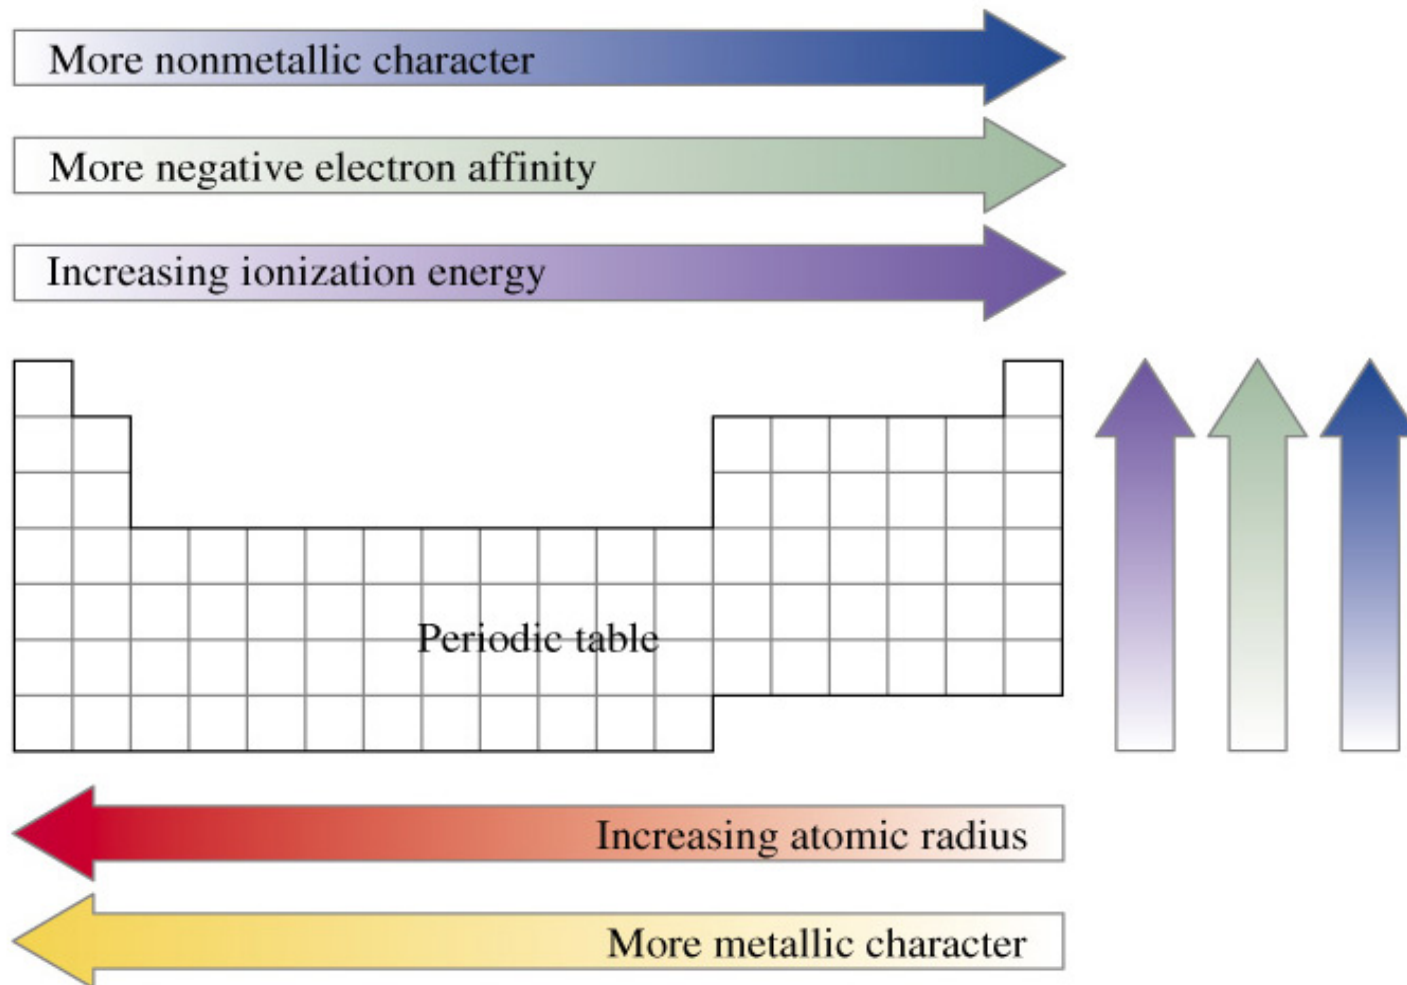 More nonmetallic character
More negative electron affinity
Increasing ionization energy
Periodic table
Increasing atomic radius
More metallic character